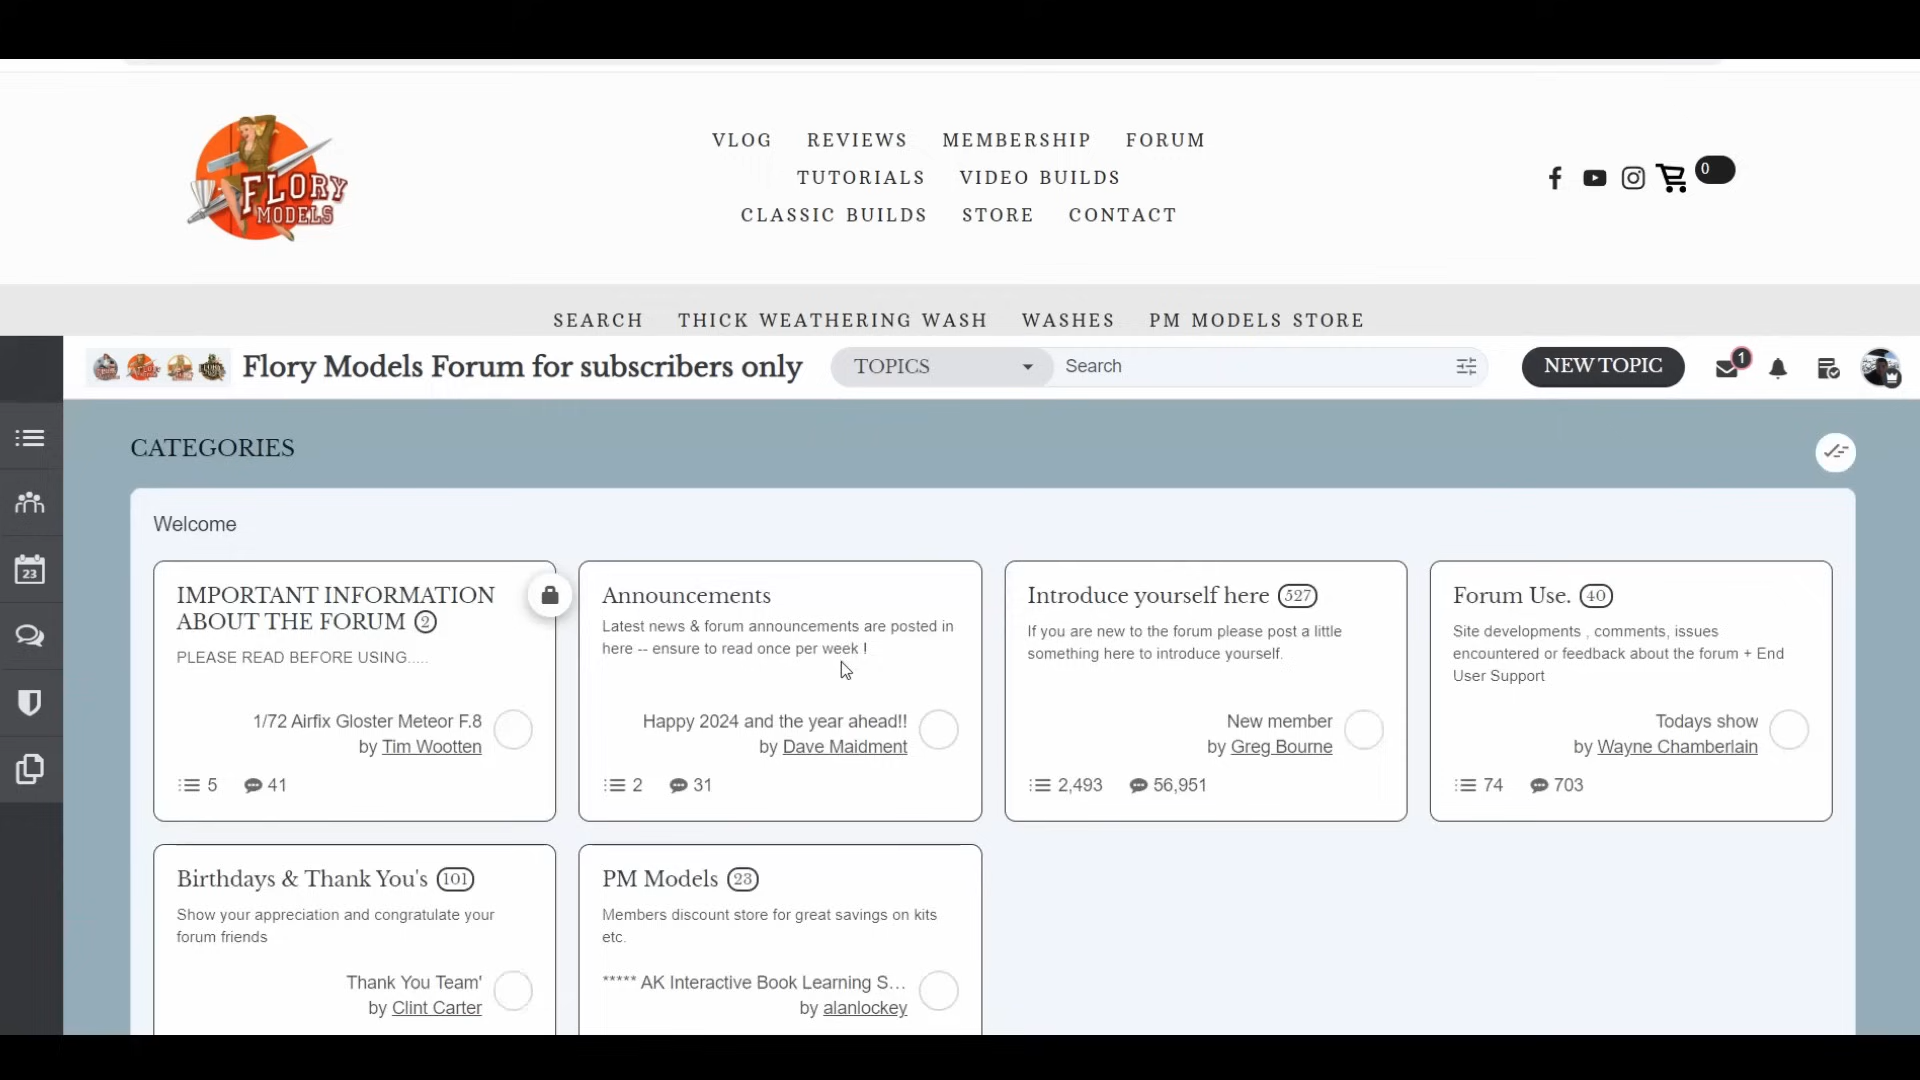 FLORY
MODELS
VLOG REVIEWS MEMBERSHIP FORUM
TUTORIALS VIDEO BUILDS
CLASSIC BUILDS STORE CONTACT
0
SEARCH THICK WEATHERING WASH WASHES PM MODELS STORE
Flory Models Forum for subscribers only
TOPICS
Search
NEW TOPIC
1
CATEGORIES
23
Welcome
IMPORTANT INFORMATION
ABOUT THE FORUM 2
PLEASE READ BEFORE USING.....
1/72 Airfix Gloster Meteor F.8
by Tim Wootten
5 41
Announcements
Latest news & forum announcements are posted in
here -- ensure to read once per week !
Happy 2024 and the year ahead!!
by Dave Maidment
2 31
Introduce yourself here 527
If you are new to the forum please post a little
something here to introduce yourself.
New member
by Greg Bourne
2,493 56,951
Forum Use. 40
Site developments , comments, issues
encountered or feedback about the forum + End
User Support
Todays show
by Wayne Chamberlain
74 703
Birthdays & Thank You's 101
Show your appreciation and congratulate your
forum friends
Thank You Team'
by Clint Carter
PM Models 23
Members discount store for great savings on kits
etc.
***** AK Interactive Book Learning S...
by alanlockey